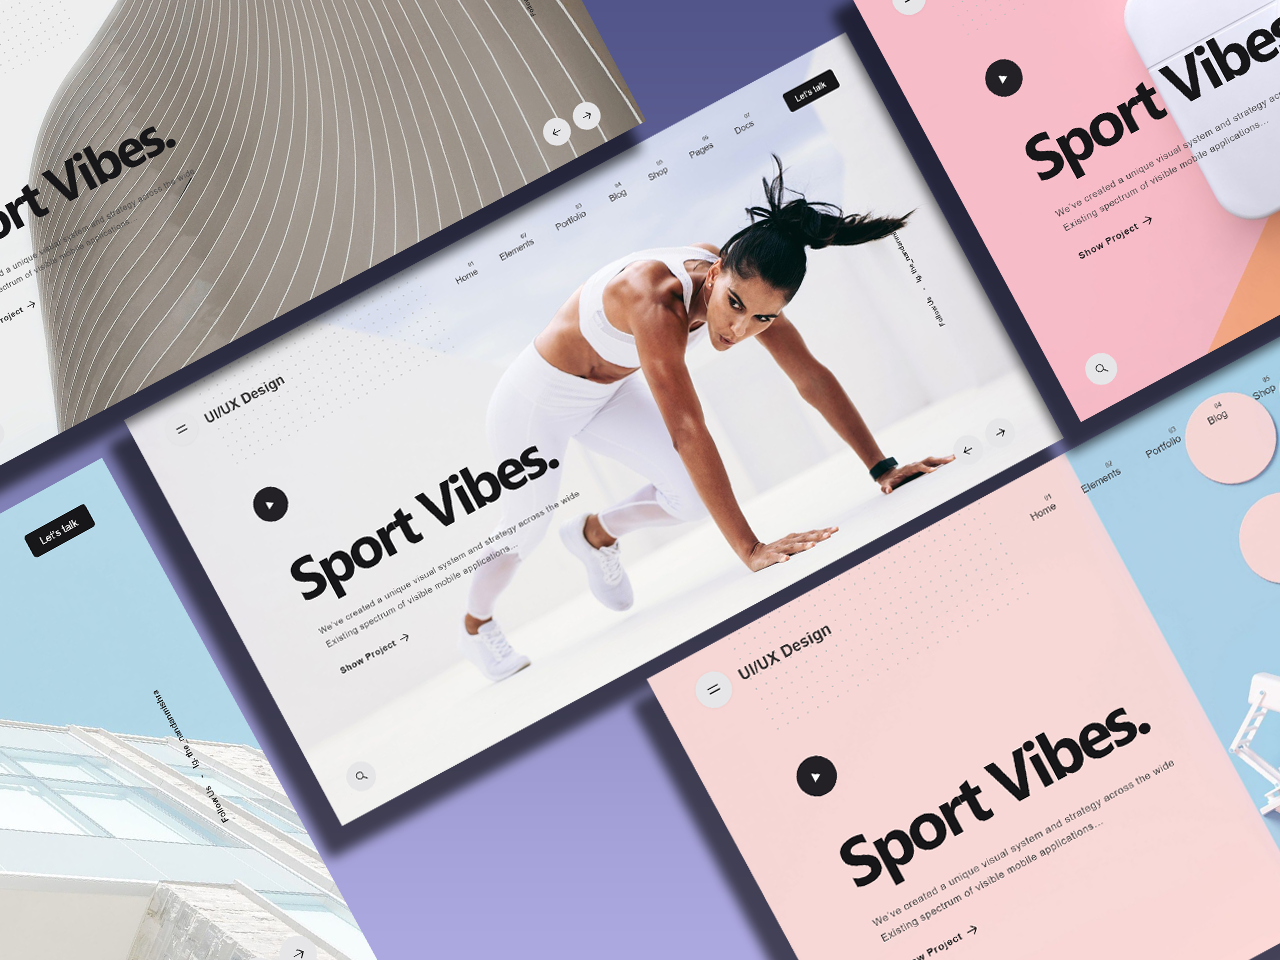 Follo
ort Vibes.
d a unique visual system and strategy across the wide
spectrum of visible mobile applications...
roject →
Let's talk
01
Home
02
Elements
03
Portfolio
04
Blog
05
Shop
06
Pages
07
Docs
UI/UX Design
Sport Vibes.
We've created a unique visual system and strategy across the wide
Existing spectrum of visible mobile applications...
Show Project →
Follow Us - Ig. the_nandanmi
Sport Vibes
We've created a unique visual system and strategy ac
Existing spectrum of visible mobile applications...
Show Project →
Let's talk
Follow Us - Ig. the_nandanmishra
01
Home
02
Elements
03
Portfolio
04
Blog
05
Shop
UI/UX Design
Sport Vibes.
We've created a unique visual system and strategy across the wide
Existing spectrum of visible mobile applications...
ow Project →